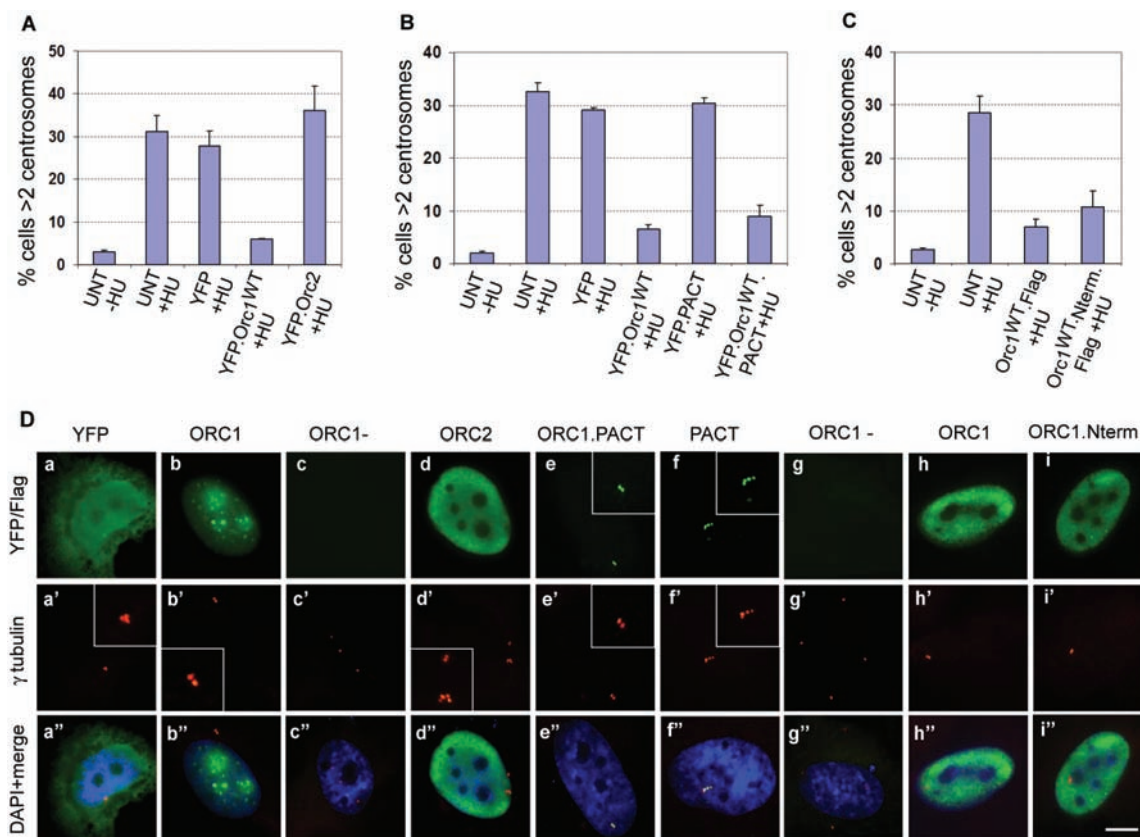 A
% cells >2 centrosomes
50
40
30
20
10
0
UNT
-HU
UNT
+HU
YFP
+HU
YFP.Orc1WT
+HU
YFP.Orc2
+HU
B
% cells >2 centrosomes
40
30
20
10
0
UNT
-HU
UNT
+HU
YFP
+HU
YFP.Orc1WT
+HU
YFP.PACT
+HU
YFP.Orc1WT.
PACT+HU
C
% cells >2 centrosomes
40
30
20
10
0
UNT
-HU
UNT
+HU
Orc1WT.Flag
+HU
Orc1WT.Nterm.
Flag +HU
D
YFP ORC1 ORC1- ORC2 ORC1.PACT PACT ORC1 - ORC1 ORC1.Nterm
YFP/Flag
a b c d e f g h i
γ tubulin
a' b' c' d' e' f' g' h' i'
DAPI+merge
a'' b'' c'' d'' e'' f'' g'' h'' i''